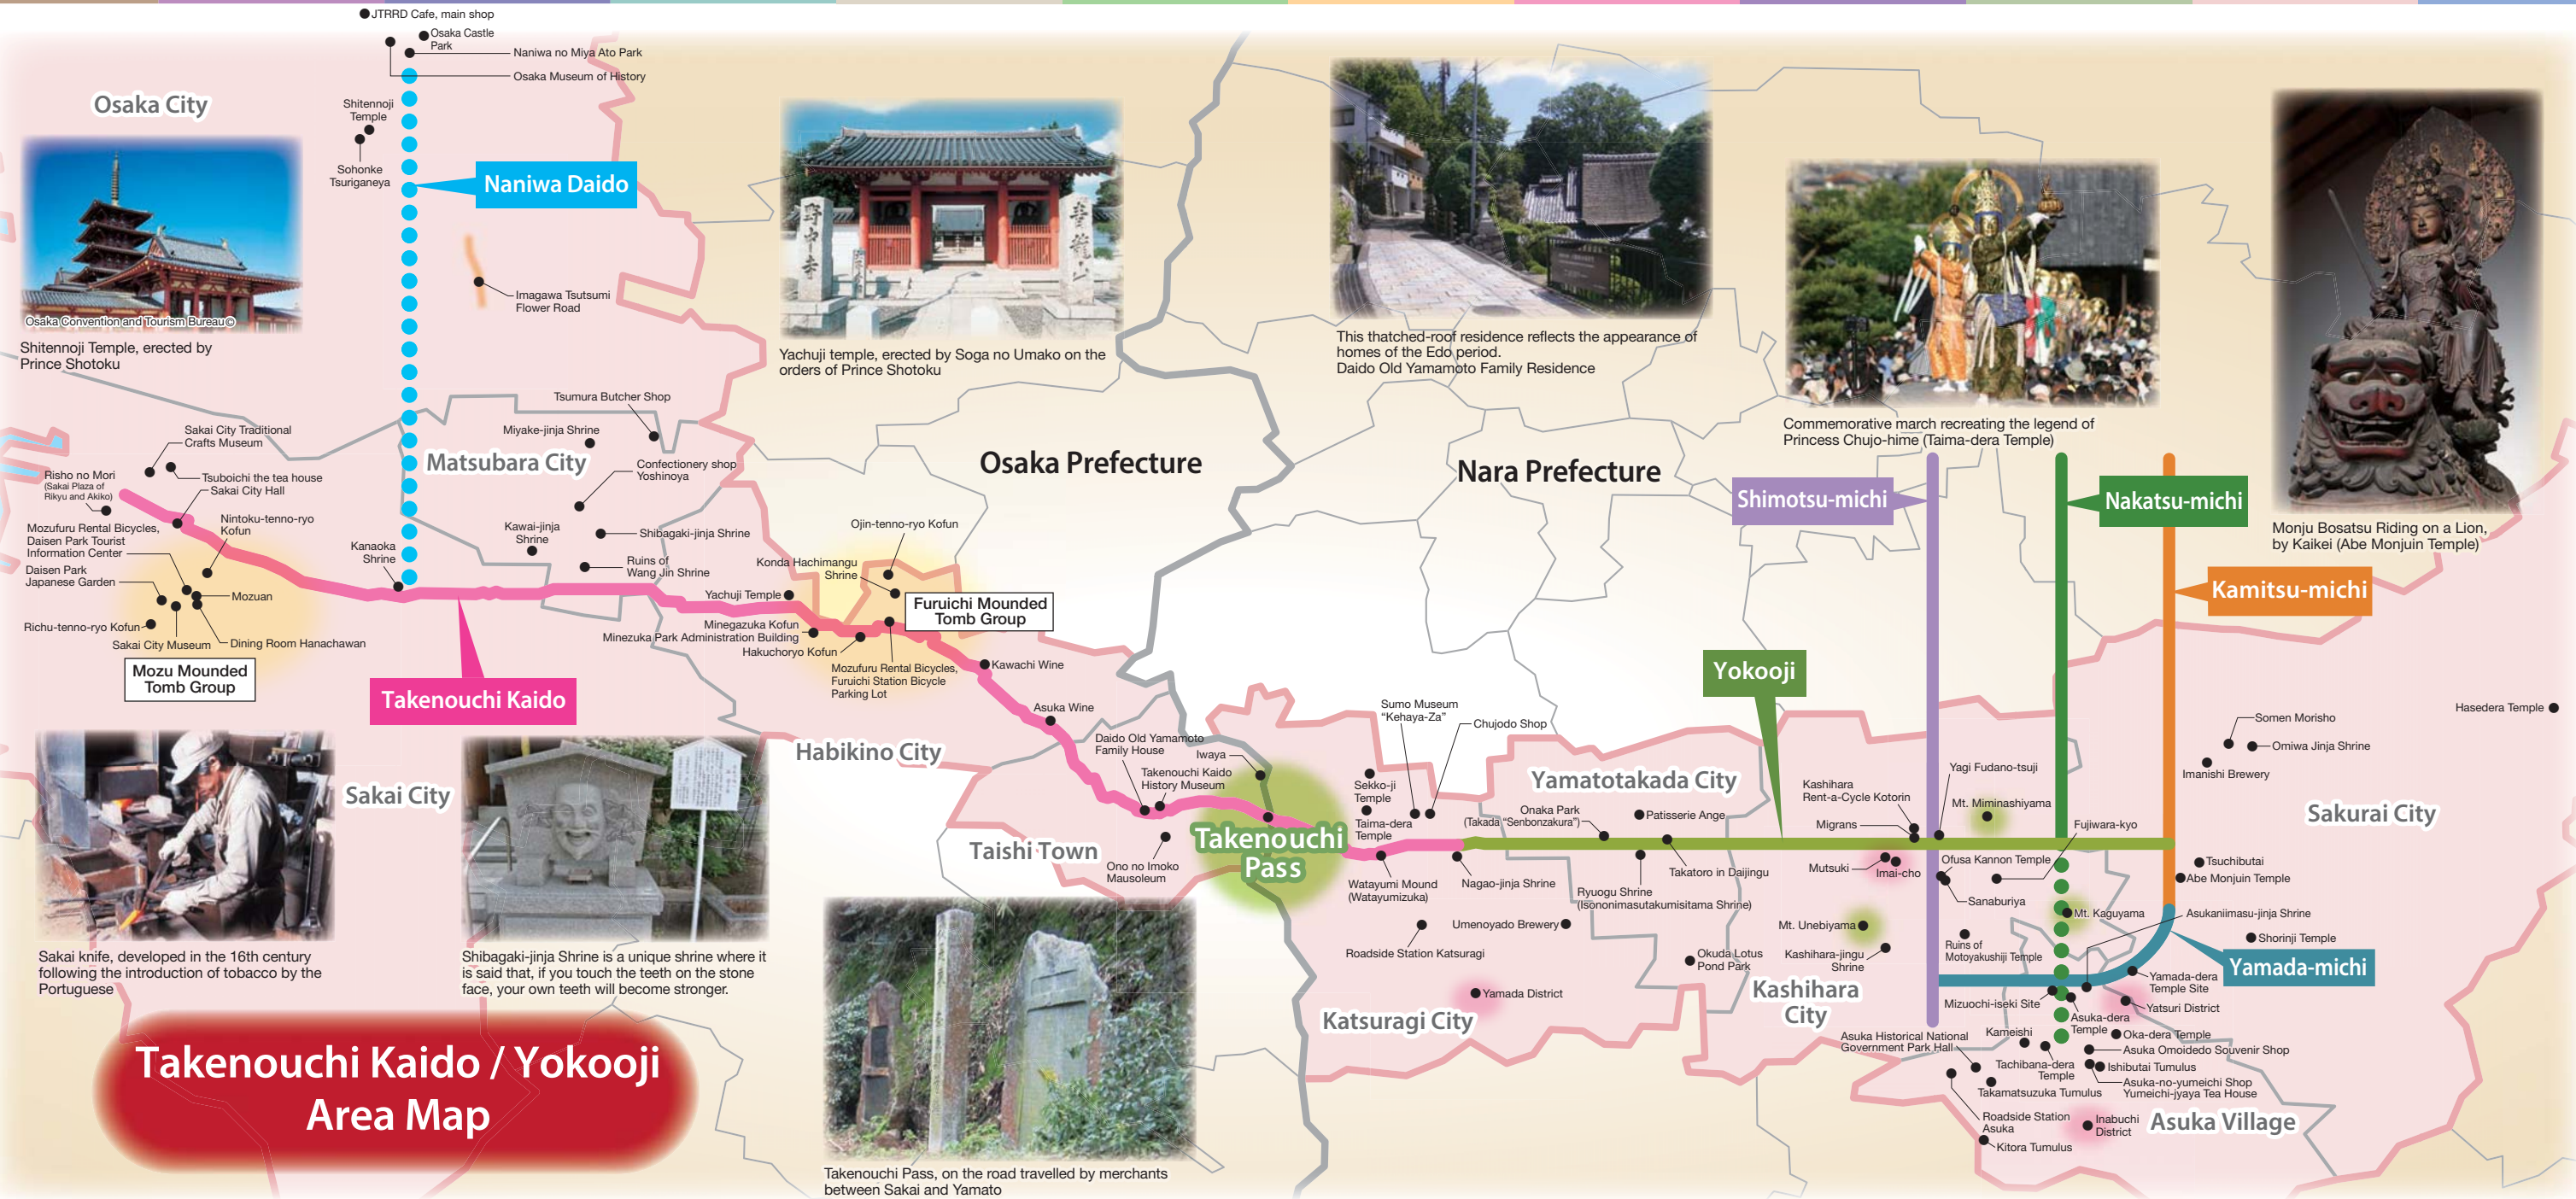 JTRRD Cafe, main shop
Osaka Castle
Park
Naniwa no Miya Ato Park
Osaka Museum of History
Osaka City
Shitennoji
Temple
Sohonke
Tsuriganeya
Naniwa Daido
Imagawa Tsutsumi
Flower Road
Osaka Convention and Tourism Bureau©
Shitennoji Temple, erected by
Prince Shotoku
野中寺
青龍山
Yachuji temple, erected by Soga no Umako on the
orders of Prince Shotoku
This thatched-roof residence reflects the appearance of
homes of the Edo period.
Daido Old Yamamoto Family Residence
Commemorative march recreating the legend of
Princess Chujo-hime (Taima-dera Temple)
Monju Bosatsu Riding on a Lion,
by Kaikei (Abe Monjuin Temple)
Osaka Prefecture
Nara Prefecture
Shimotsu-michi
Nakatsu-michi
Kamitsu-michi
Sakai City Traditional
Crafts Museum
Risho no Mori
(Sakai Plaza of
Rikyu and Akiko)
Tsuboichi the tea house
Sakai City Hall
Mozufuru Rental Bicycles,
Daisen Park Tourist
Information Center
Nintoku-tenno-ryo
Kofun
Daisen Park
Japanese Garden
Mozuan
Richu-tenno-ryo Kofun
Sakai City Museum
Dining Room Hanachawan
Mozu Mounded
Tomb Group
Kanaoka
Shrine
Takenouchi Kaido
Matsubara City
Tsumura Butcher Shop
Miyake-jinja Shrine
Confectionery shop
Yoshinoya
Kawai-jinja
Shrine
Shibagaki-jinja Shrine
Ruins of
Wang Jin Shrine
Ojin-tenno-ryo Kofun
Konda Hachimangu
Shrine
Yachuji Temple
Furuichi Mounded
Tomb Group
Minegazuka Kofun
Minezuka Park Administration Building
Hakuchoryo Kofun
Mozufuru Rental Bicycles,
Furuichi Station Bicycle
Parking Lot
Kawachi Wine
Asuka Wine
Habikino City
Daido Old Yamamoto
Family House
Iwaya
Takenouchi Kaido
History Museum
Taishi Town
Ono no Imoko
Mausoleum
Takenouchi
Pass
Sakai City
Sakai knife, developed in the 16th century
following the introduction of tobacco by the
Portuguese
Shibagaki-jinja Shrine is a unique shrine where it
is said that, if you touch the teeth on the stone
face, your own teeth will become stronger.
Takenouchi Pass, on the road travelled by merchants
between Sakai and Yamato
Takenouchi Kaido / Yokooji
Area Map
Sumo Museum
"Kehaya-Za"
Chujodo Shop
Sekko-ji
Temple
Taima-dera
Temple
Watayumi Mound
(Watayumizuka)
Nagao-jinja Shrine
Roadside Station Katsuragi
Umenoyado Brewery
Yamada District
Katsuragi City
Yokooji
Yamatotakada City
Onaka Park
(Takada "Senbonzakura")
Patisserie Ange
Takatoro in Daijingu
Ryuogu Shrine
(Isononimasutakumisitama Shrine)
Okuda Lotus
Pond Park
Kashihara
Rent-a-Cycle Kotorin
Migrans
Yagi Fudano-tsuji
Mt. Miminashiyama
Fujiwara-kyo
Mutsuki
Imai-cho
Ofusa Kannon Temple
Sanaburiya
Mt. Unebiyama
Kashihara-jingu
Shrine
Kashihara
City
Ruins of
Motoyakushiji Temple
Mt. Kaguyama
Asukaniimasu-jinja Shrine
Hasedera Temple
Somen Morisho
Omiwa Jinja Shrine
Imanishi Brewery
Sakurai City
Tsuchibutai
Abe Monjuin Temple
Shorinji Temple
Yamada-michi
Yamada-dera
Temple Site
Mizuochi-iseki Site
Yatsuri District
Asuka-dera
Temple
Kameishi
Oka-dera Temple
Asuka Historical National
Government Park Hall
Asuka Omoidedo Souvenir Shop
Tachibana-dera
Temple
Ishibutai Tumulus
Asuka-no-yumeichi Shop
Yumeichi-jyaya Tea House
Takamatsuzuka Tumulus
Roadside Station
Asuka
Inabuchi
District
Asuka Village
Kitora Tumulus